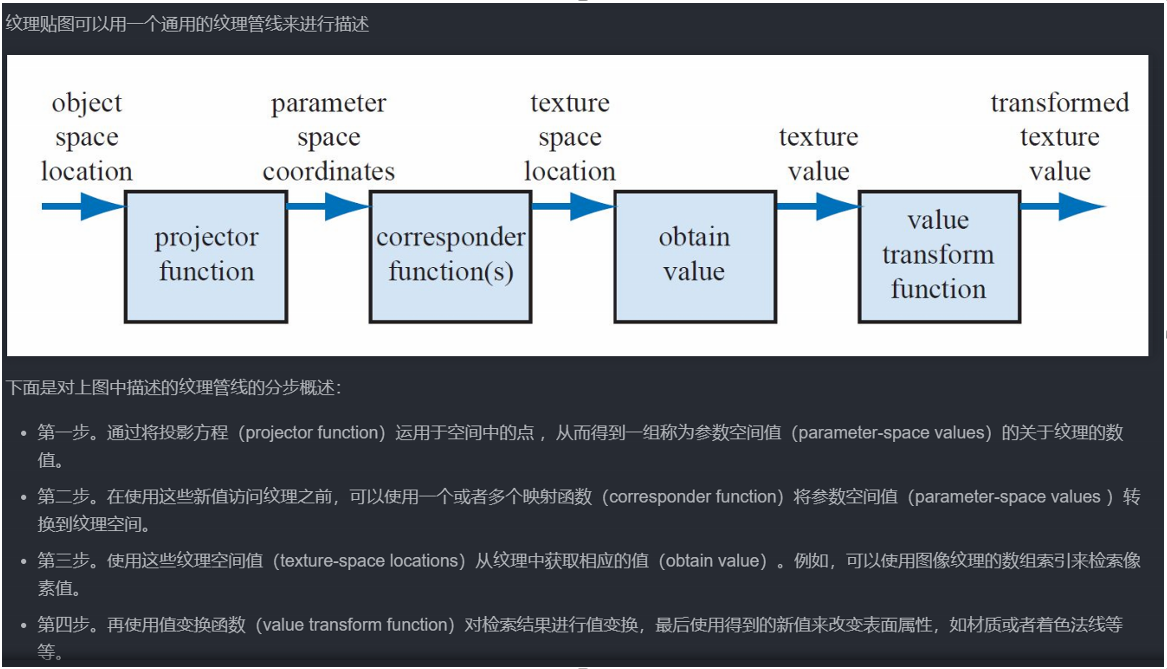 纹理贴图可以用一个通用的纹理管线来进行描述
object
space
location
parameter
space
coordinates
texture
space
location
texture
value
transformed
texture
value
projector
function
corresponder
function(s)
obtain
value
value
transform
function
下面是对上图中描述的纹理管线的分步概述：
• 第一步。通过将投影方程（projector function）运用于空间中的点 ，从而得到一组称为参数空间值（parameter-space values）的关于纹理的数
值。
• 第二步。在使用这些新值访问纹理之前，可以使用一个或者多个映射函数（corresponder function）将参数空间值（parameter-space values ）转
换到纹理空间。
• 第三步。使用这些纹理空间值（texture-space locations）从纹理中获取相应的值（obtain value）。例如，可以使用图像纹理的数组索引来检索像
素值。
• 第四步。再使用值变换函数（value transform function）对检索结果进行值变换，最后使用得到的新值来改变表面属性，如材质或者着色法线等
等。